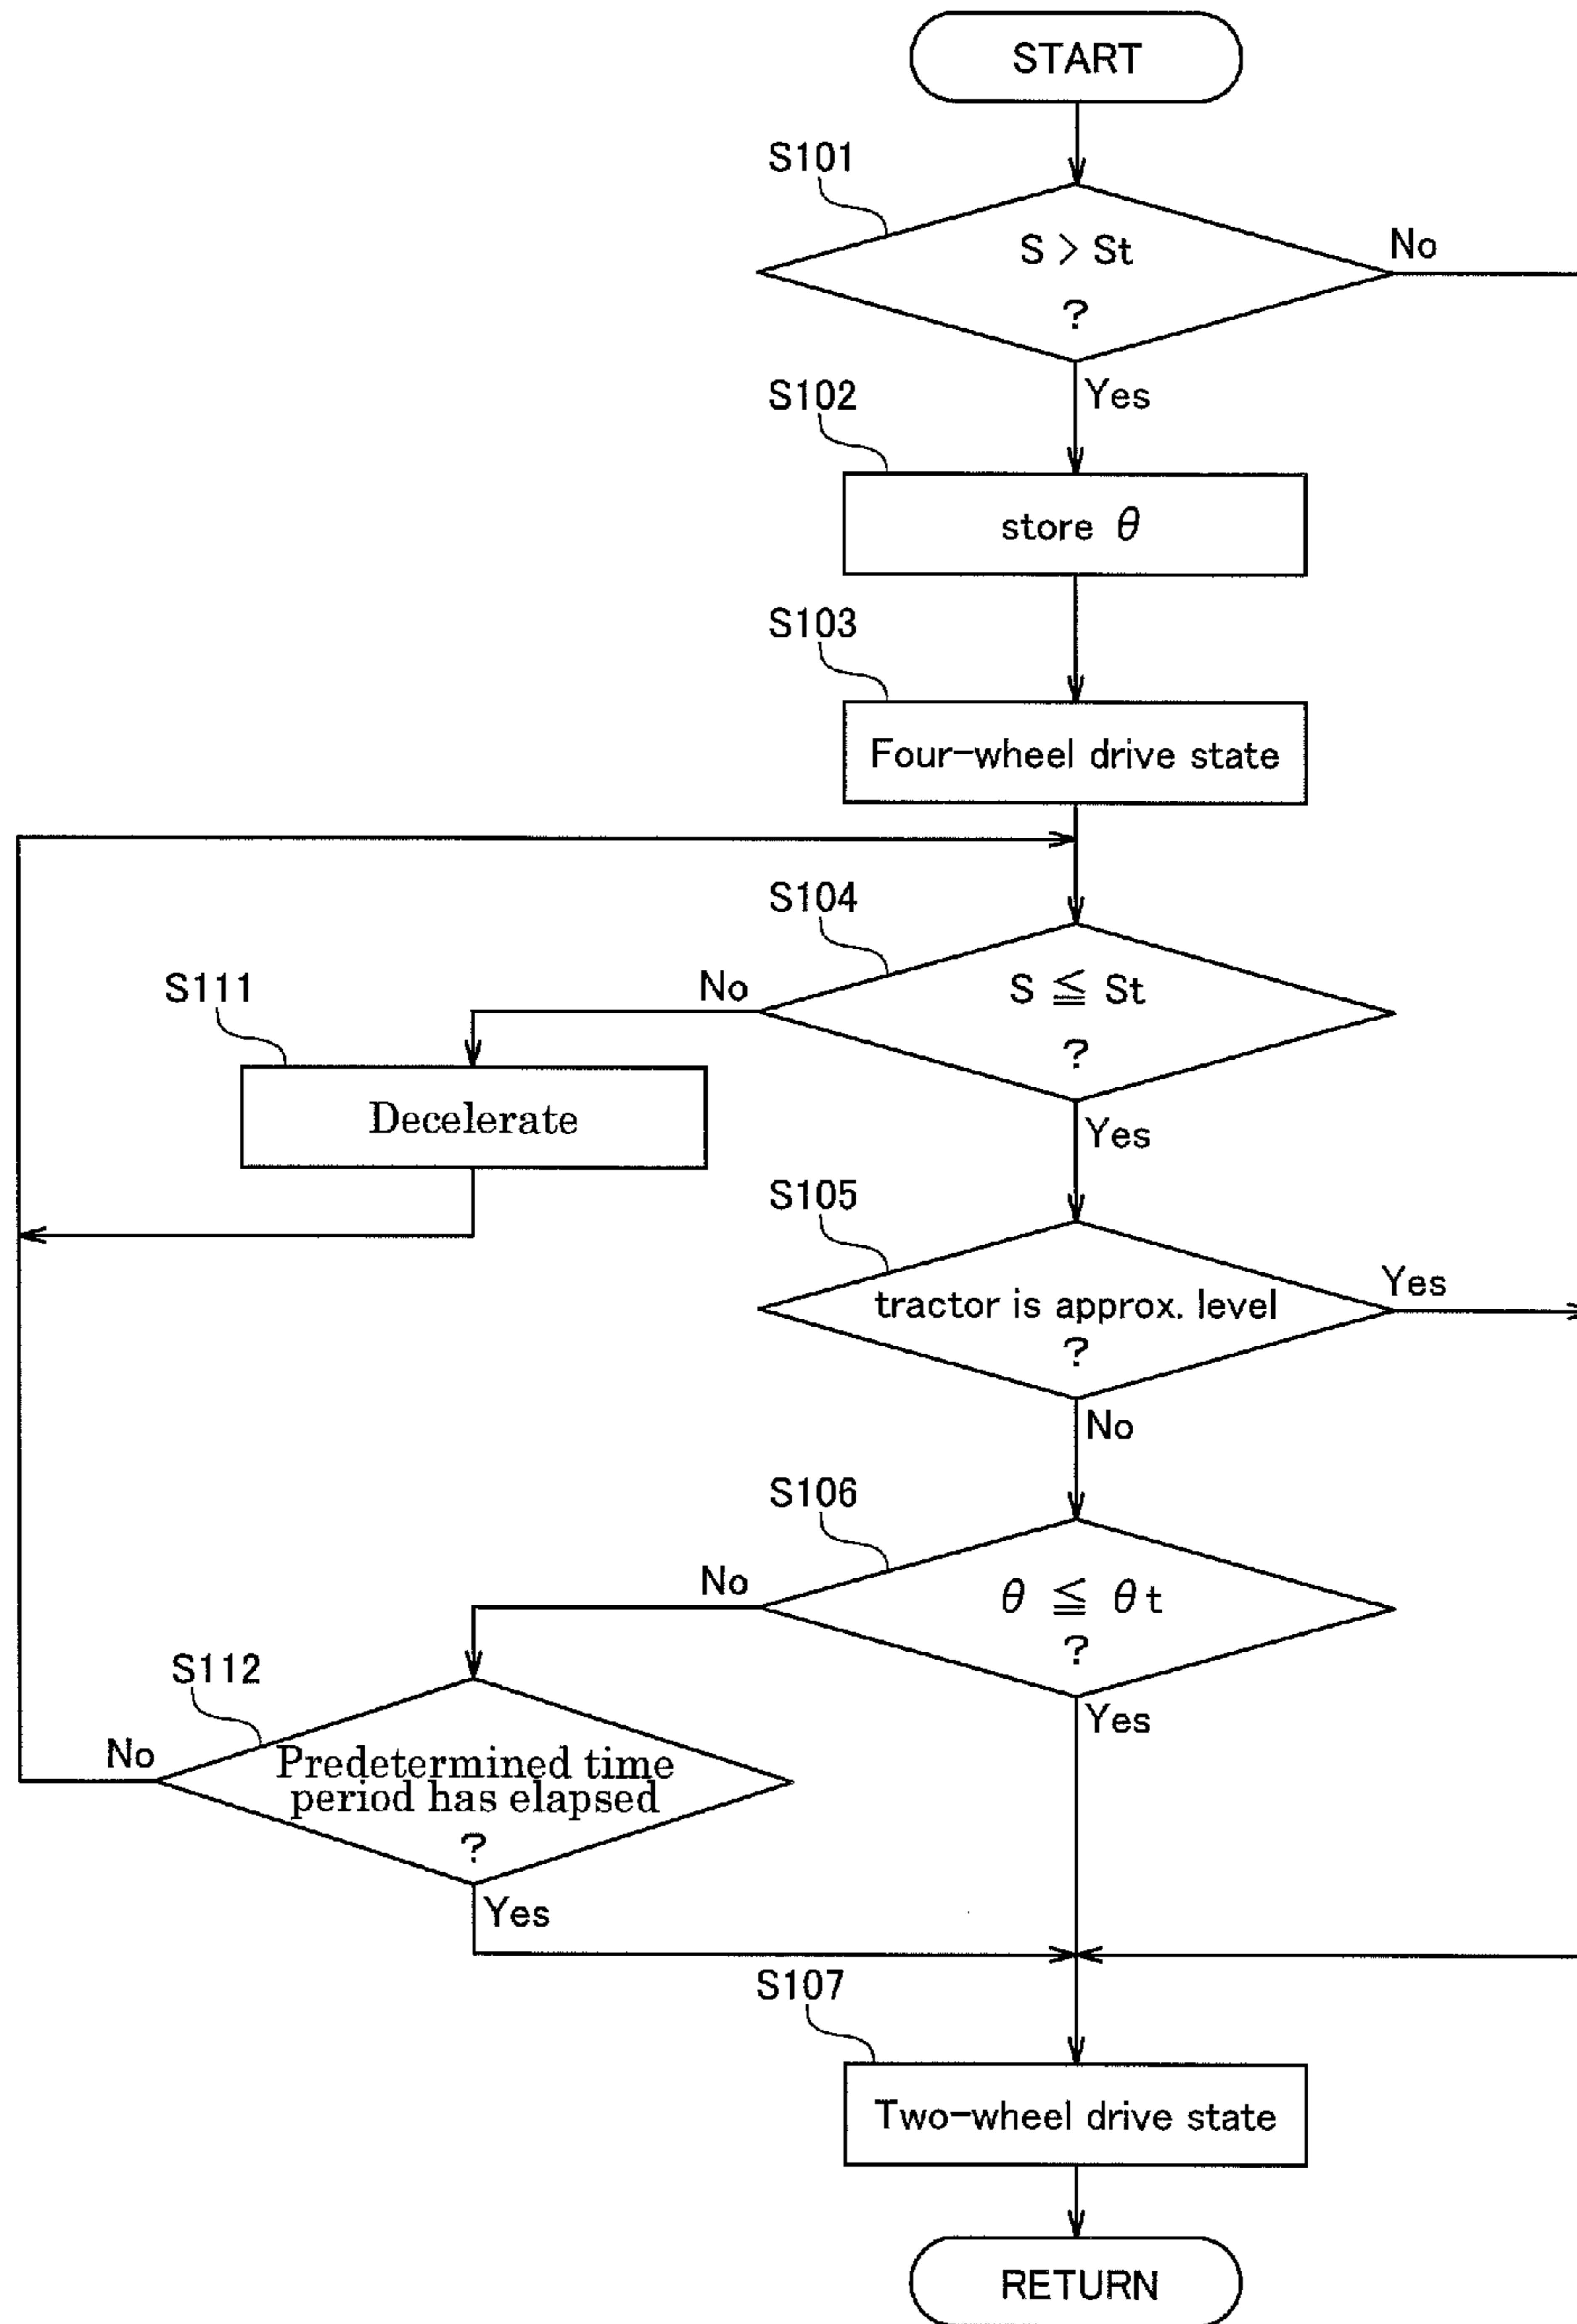 START
S101
S > St
?
No
Yes
S102
store θ
S103
Four-wheel drive state
S104
S ≦ St
?
No
Yes
S111
Decelerate
S105
tractor is approx. level
?
Yes
No
S106
θ ≦ θt
?
No
Yes
S112
Predetermined time
period has elapsed
?
No
Yes
S107
Two-wheel drive state
RETURN